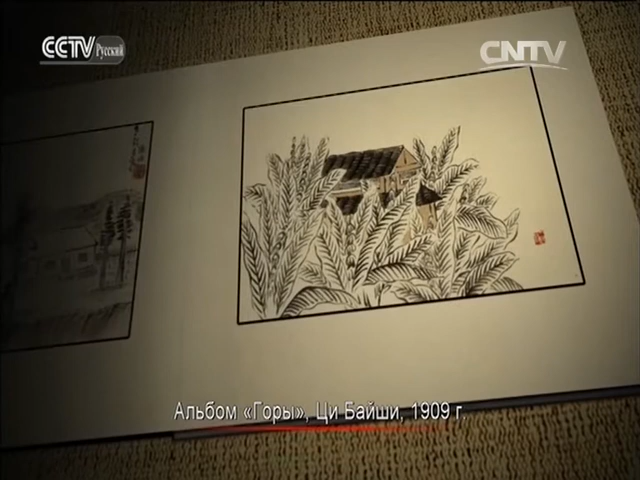 CCTV Русский
CNTV
Альбом «Горы», Ци Байши, 1909 г.